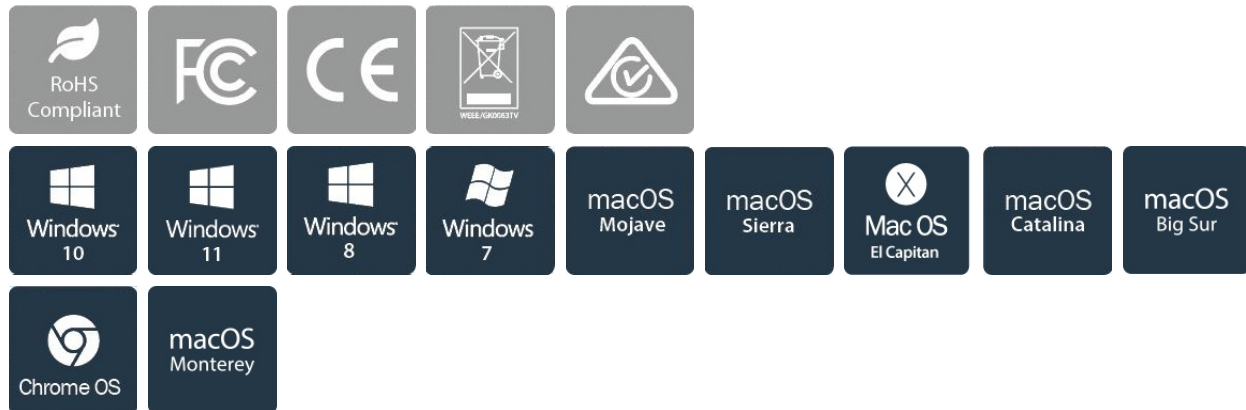 RoHS
Compliant
FC
CE
WEEE/GK0083TV
Windows
10
Windows
11
Windows
8
Windows
7
macOS
Mojave
macOS
Sierra
X
Mac OS
El Capitan
macOS
Catalina
macOS
Big Sur
Chrome OS
macOS
Monterey